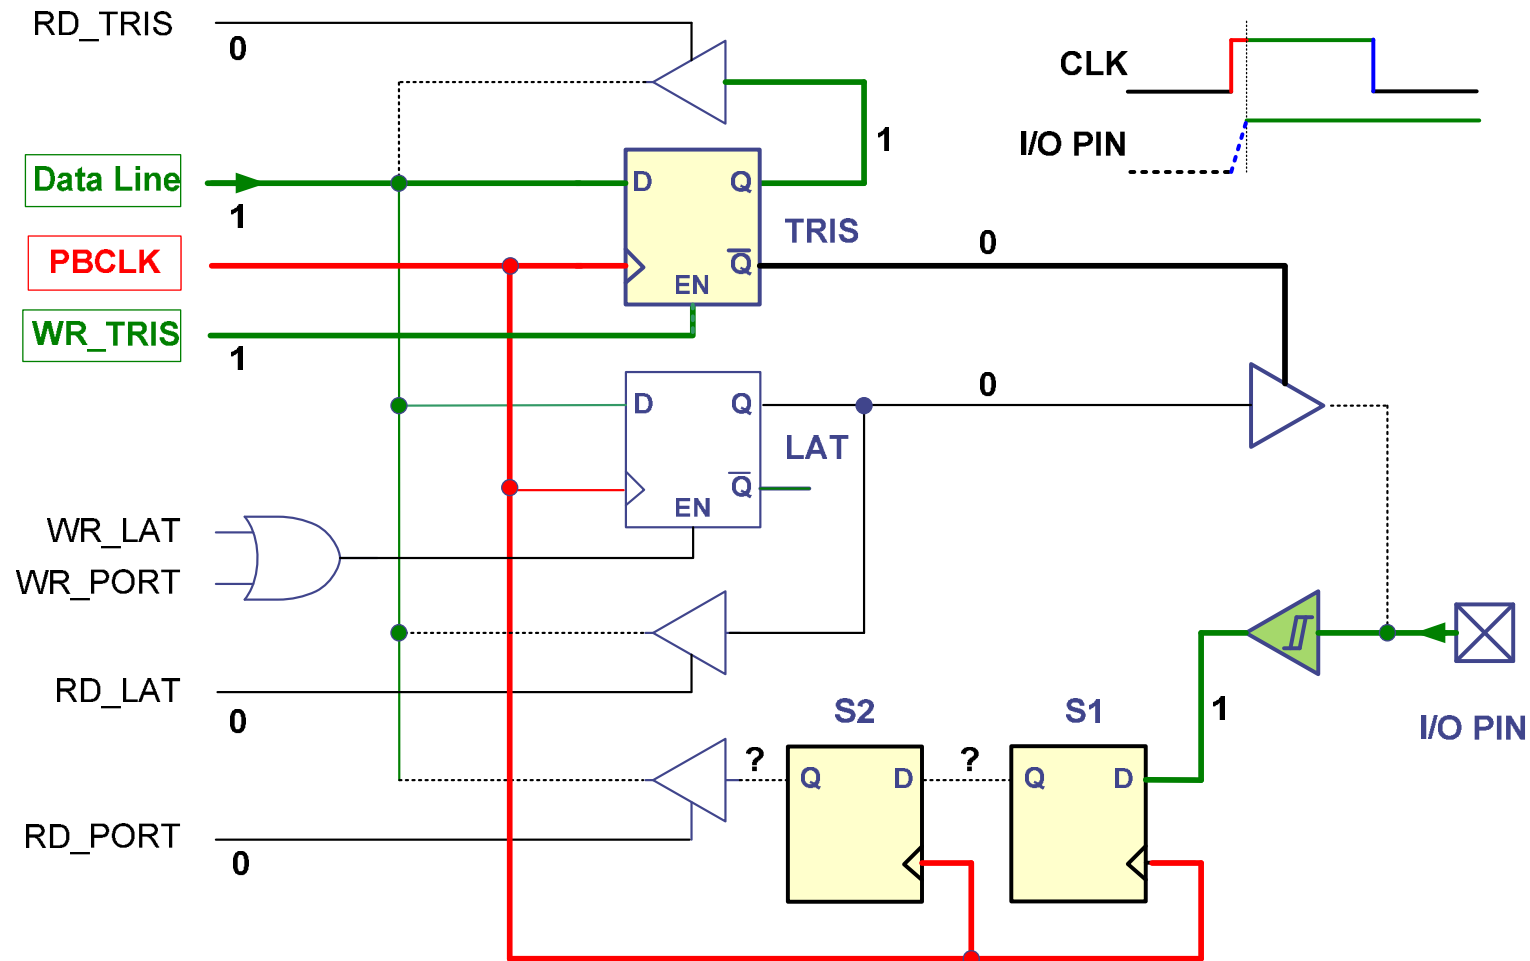 RD_TRIS
0
CLK
I/O PIN
1
Data Line
1
D Q
TRIS
PBCLK
Q
0
EN
WR_TRIS
1
0
D Q
LAT
Q
EN
WR_LAT
WR_PORT
RD_LAT
0
1
S2
S1
I/O PIN
?
?
Q D
Q D
RD_PORT
0